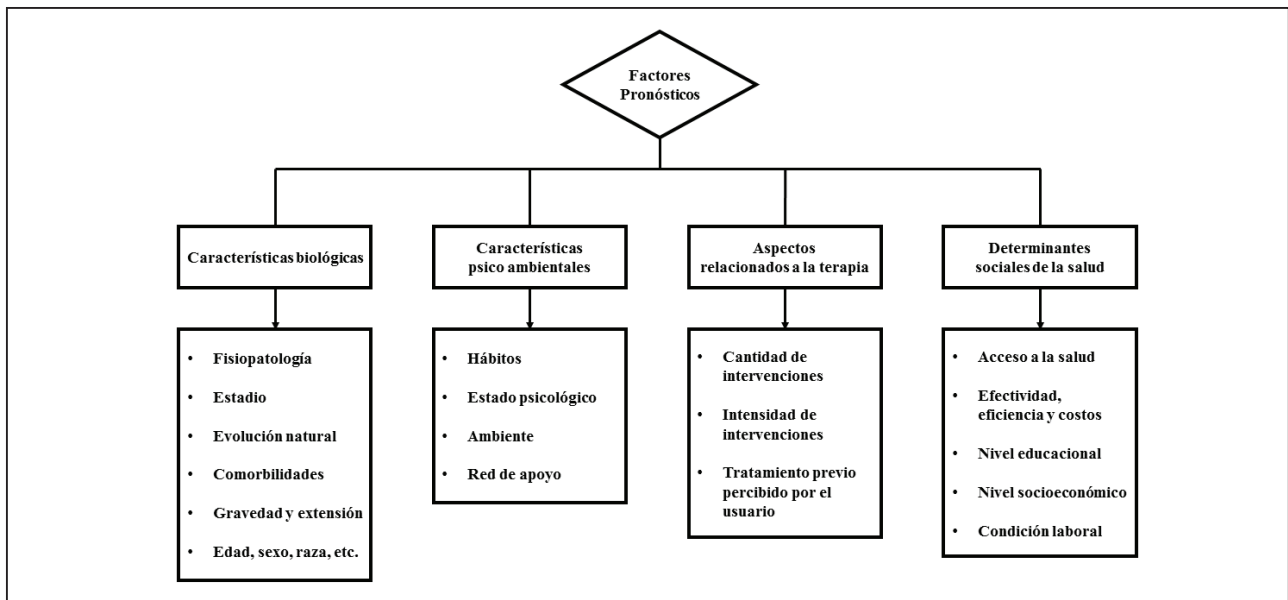 Factores
Pronósticos
Características biológicas
Características
psico ambientales
Aspectos
relacionados a la terapia
Determinantes
sociales de la salud
• Fisiopatología
• Estadio
• Evolución natural
• Comorbilidades
• Gravedad y extensión
• Edad, sexo, raza, etc.
• Hábitos
• Estado psicológico
• Ambiente
• Red de apoyo
• Cantidad de
intervenciones
• Intensidad de
intervenciones
• Tratamiento previo
percibido por el
usuario
• Acceso a la salud
• Efectividad,
eficiencia y costos
• Nivel educacional
• Nivel socioeconómico
• Condición laboral